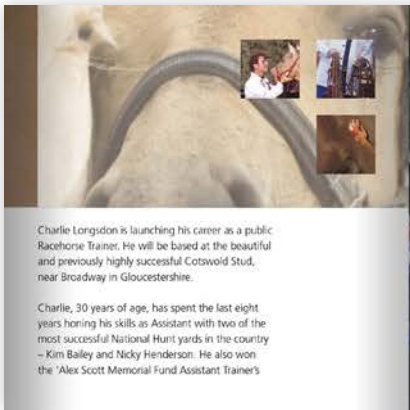 Charlie Longsdon is launching his career as a public
Racehorse Trainer. He will be based at the beautiful
and previously highly successful Cotswold Stud,
near Broadway in Gloucestershire.
Charlie, 30 years of age, has spent the last eight
years honing his skills as Assistant with two of the
most successful National Hunt yards in the country
– Kim Bailey and Nicky Henderson. He also won
the 'Alex Scott Memorial Fund Assistant Trainer's